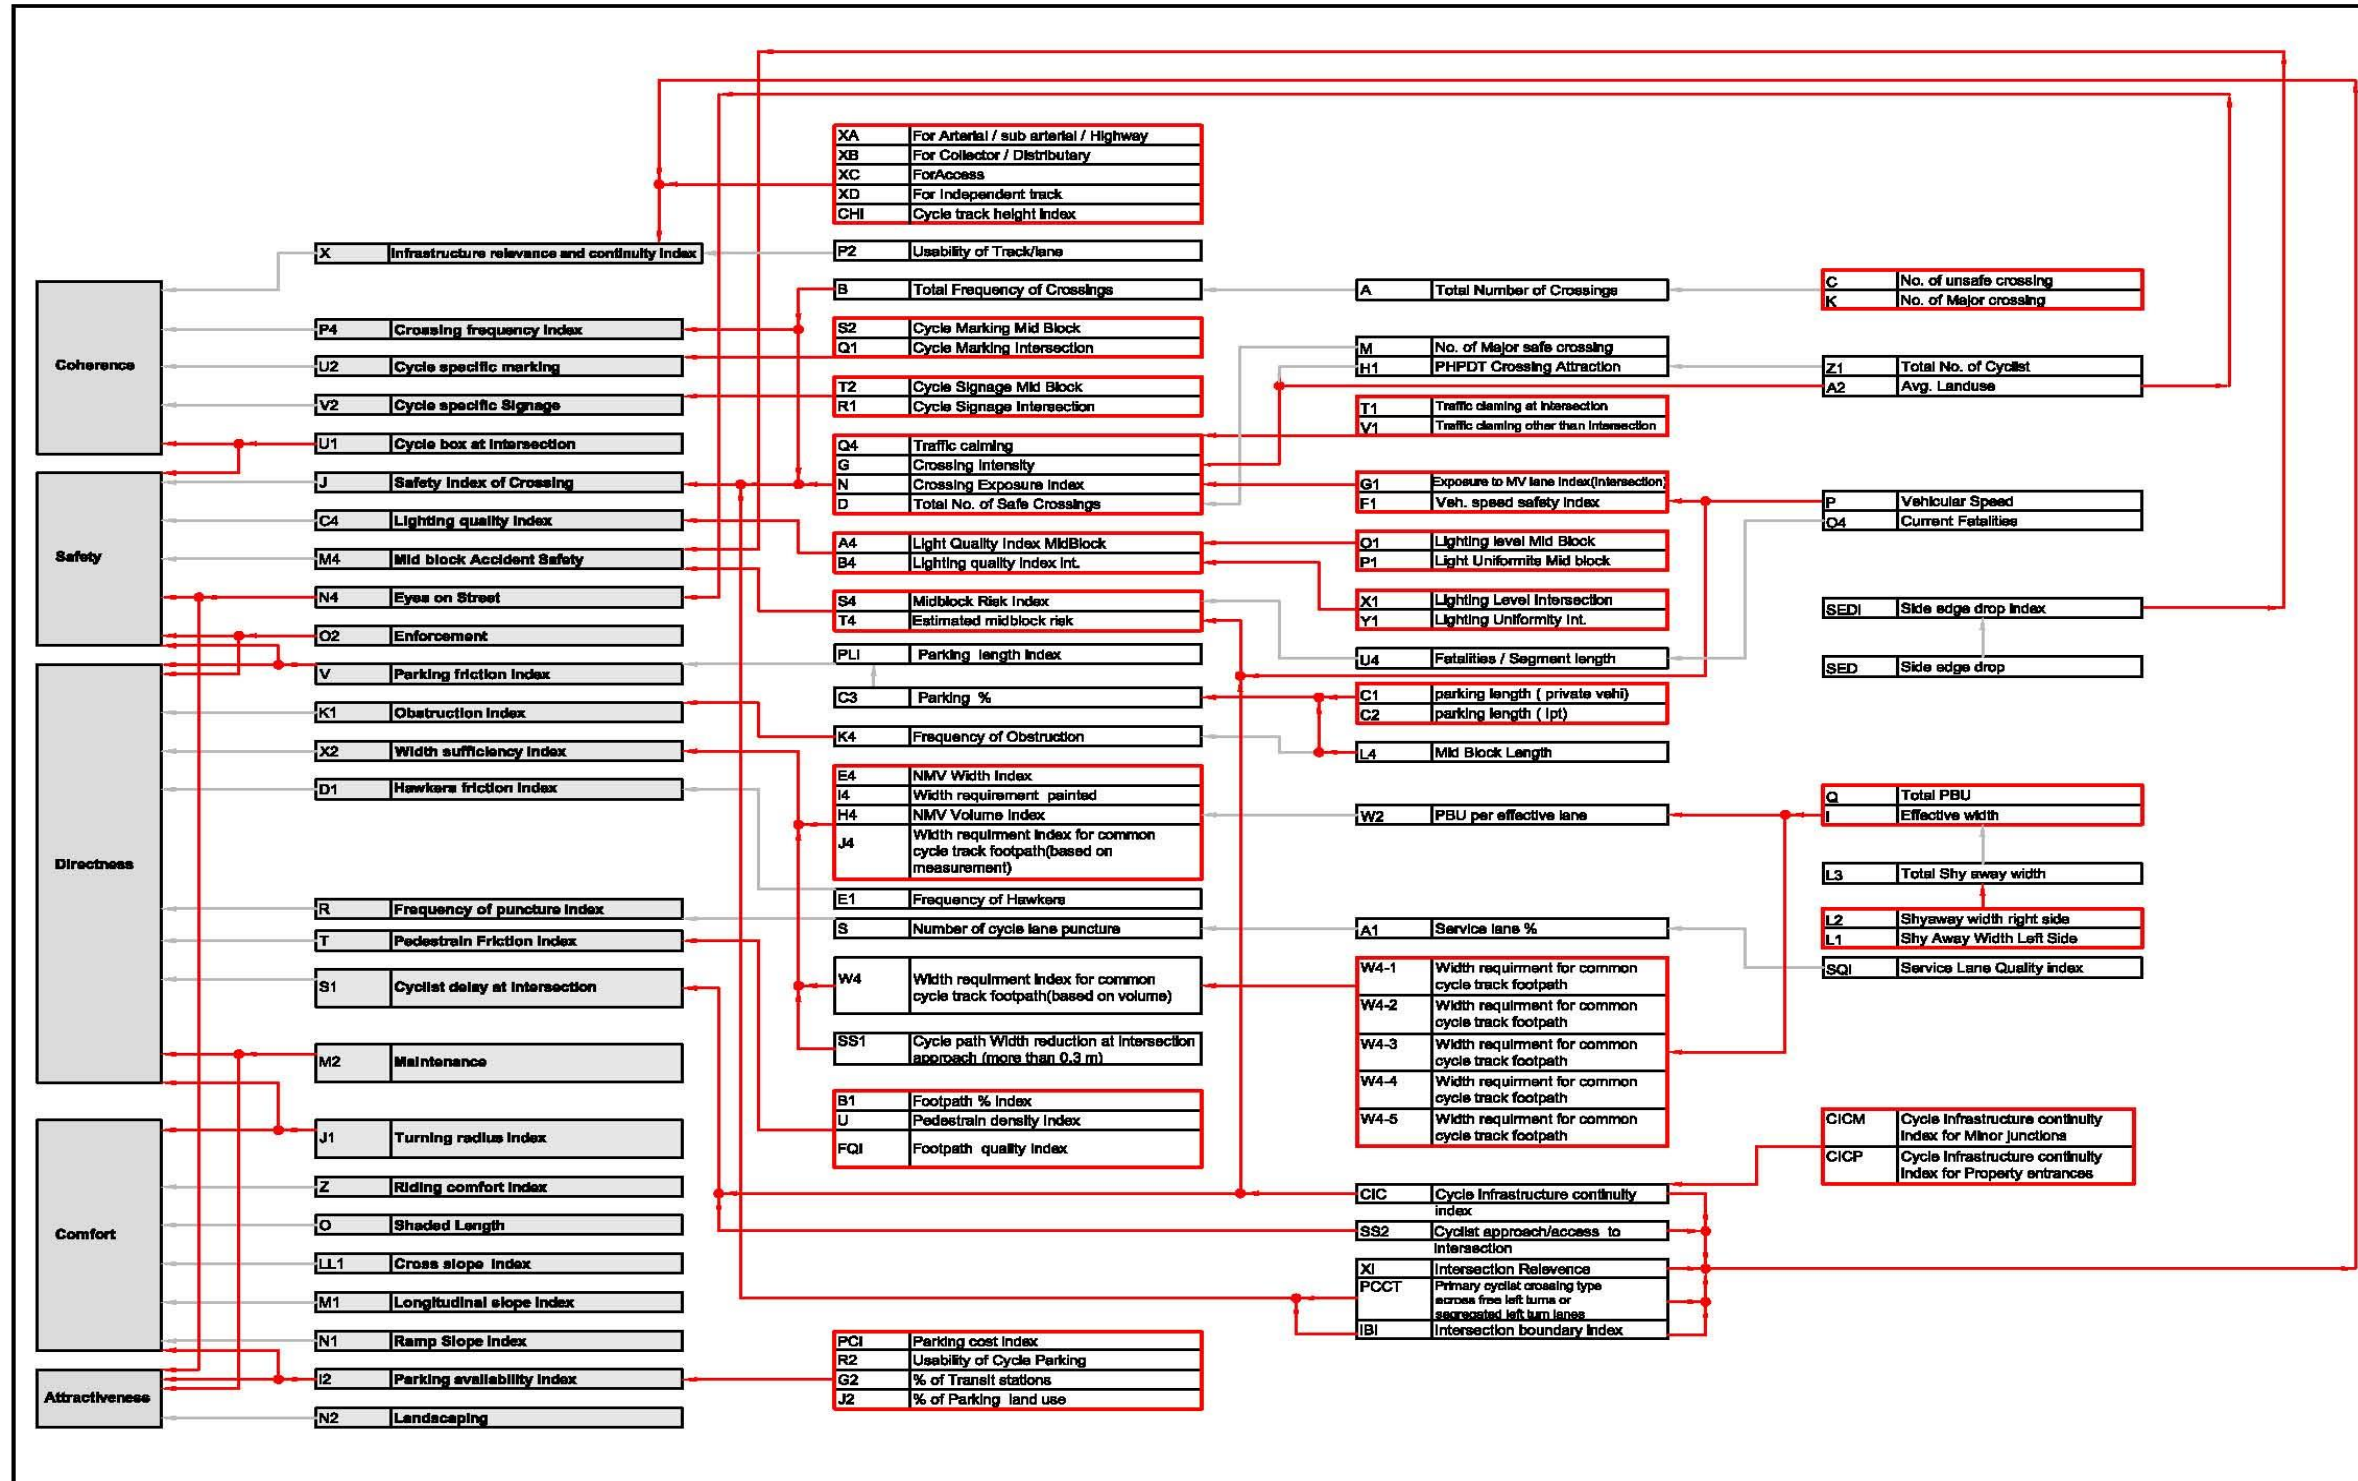 Coherence
Safety
Directness
Comfort
Attractiveness
X Infrastructure relevance and continuity Index
P4 Crossing frequency Index
U2 Cycle specific marking
V2 Cycle specific Signage
U1 Cycle box at Intersection
J Safety Index of Crossing
C4 Lighting quality Index
M4 Mid block Accident Safety
N4 Eyes on Street
O2 Enforcement
V Parking friction Index
K1 Obstruction Index
X2 Width sufficiency Index
D1 Hawkers friction Index
R Frequency of puncture Index
T Pedestrain Friction Index
S1 Cyclist delay at Intersection
M2 Maintenance
J1 Turning radius Index
Z Riding comfort Index
O Shaded Length
LL1 Cross slope Index
M1 Longitudinal slope Index
N1 Ramp Slope Index
I2 Parking availability Index
N2 Landscaping
XA For Arterial / sub arterial / Highway
XB For Collector / Distributary
XC ForAccess
XD For Independent track
CHI Cycle track height Index
P2 Usability of Track/lane
B Total Frequency of Crossings
S2 Cycle Marking Mid Block
Q1 Cycle Marking Intersection
T2 Cycle Signage Mid Block
R1 Cycle Signage Intersection
Q4 Traffic calming
G Crossing Intensity
N Crossing Exposure Index
D Total No. of Safe Crossings
A4 Light Quality Index MidBlock
B4 Lighting quality Index Int.
S4 Midblock Risk Index
T4 Estimated midblock risk
PLI Parking length Index
C3 Parking %
K4 Frequency of Obstruction
E4 NMV Width Index
I4 Width requirement painted
H4 NMV Volume Index
J4 Width requirment Index for common
cycle track footpath(based on
measurement)
E1 Frequency of Hawkers
S Number of cycle lane puncture
W4 Width requirment Index for common
cycle track footpath(based on volume)
SS1 Cycle path Width reduction at Intersection
approach (more than 0.3 m)
B1 Footpath % Index
U Pedestrain density Index
FQI Footpath quality Index
PCI Parking cost Index
R2 Usability of Cycle Parking
G2 % of Transit stations
J2 % of Parking land use
A Total Number of Crossings
M No. of Major safe crossing
H1 PHPDT Crossing Attraction
T1 Traffic claming at Intersection
V1 Traffic claming other than Intersection
G1 Exposure to MV lane Index(Intersection)
F1 Veh. speed safety Index
O1 Lighting level Mid Block
P1 Light Uniformite Mid block
X1 Lighting Level Intersection
Y1 Lighting Uniformity Int.
U4 Fatalities / Segment length
C1 parking length ( private vehi)
C2 parking length ( Ipt)
L4 Mid Block Length
W2 PBU per effective lane
A1 Service lane %
W4-1 Width requirment for common
cycle track footpath
W4-2 Width requirment for common
cycle track footpath
W4-3 Width requirment for common
cycle track footpath
W4-4 Width requirment for common
cycle track footpath
W4-5 Width requirment for common
cycle track footpath
CIC Cycle Infrastructure continuity
Index
SS2 Cyclist approach/access to
Intersection
XI Intersection Relevence
PCCT Primary cyclist crossing type
across free left turns or
segregated left turn lanes
IBI Intersection boundary Index
C No. of unsafe crossing
K No. of Major crossing
Z1 Total No. of Cyclist
A2 Avg. Landuse
P Vehicular Speed
O4 Current Fatalities
SEDI Side edge drop Index
SED Side edge drop
Q Total PBU
I Effective width
L3 Total Shy away width
L2 Shyaway width right side
L1 Shy Away Width Left Side
SQI Service Lane Quality Index
CICM Cycle Infrastructure continuity
Index for Minor junctions
CICP Cycle Infrastructure continuity
Index for Property entrances